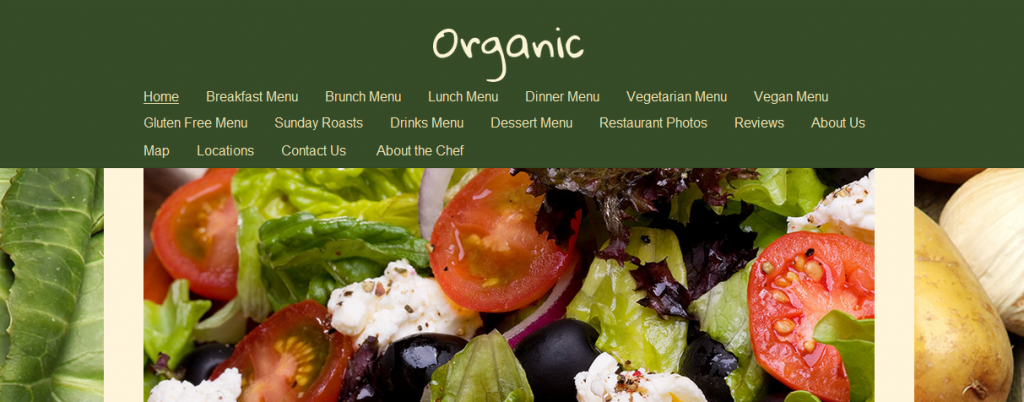 Organic
Home Breakfast Menu Brunch Menu Lunch Menu Dinner Menu Vegetarian Menu Vegan Menu
Gluten Free Menu Sunday Roasts Drinks Menu Dessert Menu Restaurant Photos Reviews About Us
Map Locations Contact Us About the Chef